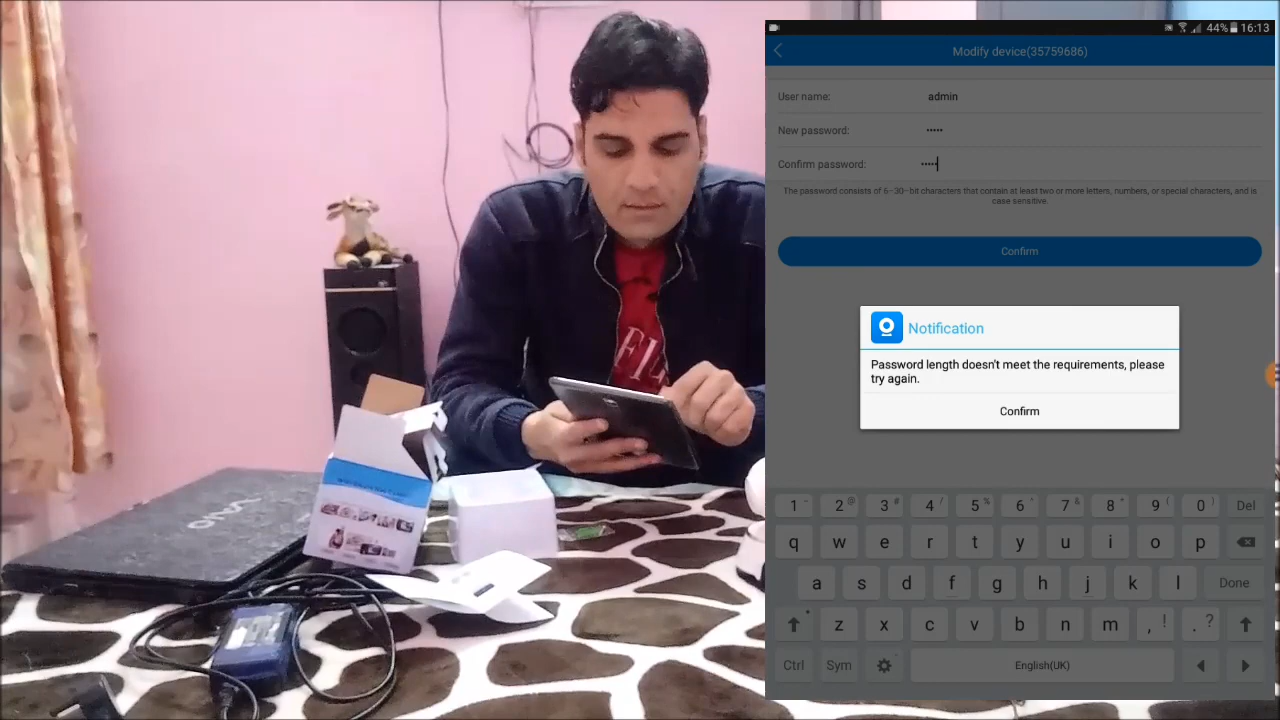 44% 16:13
Modify device(35759686)
User name: admin
New password: •••••
Confirm password: •••••
The password consists of 6–30–bit characters that contain at least two or more letters, numbers, or special characters, and is
case sensitive.
Confirm
Notification
Password length doesn't meet the requirements, please
try again.
Confirm
1 2 @ 3 # 4 / 5 % 6 ^ 7 & 8 * 9 ( 0 ) Del
q w e r t y u i o p
a s d f g h j k l Done
z x c v b n m , ! . ?
Ctrl Sym English(UK)
VAIO
FIL